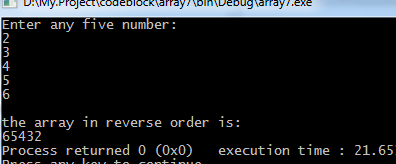 D:\My.Project\codeblock\array7\bin\Debug\array7.exe
Enter any five number:
2
3
4
5
6
the array in reverse order is:
65432
Process returned 0 (0x0)   execution time : 21.65
Press any key to continue